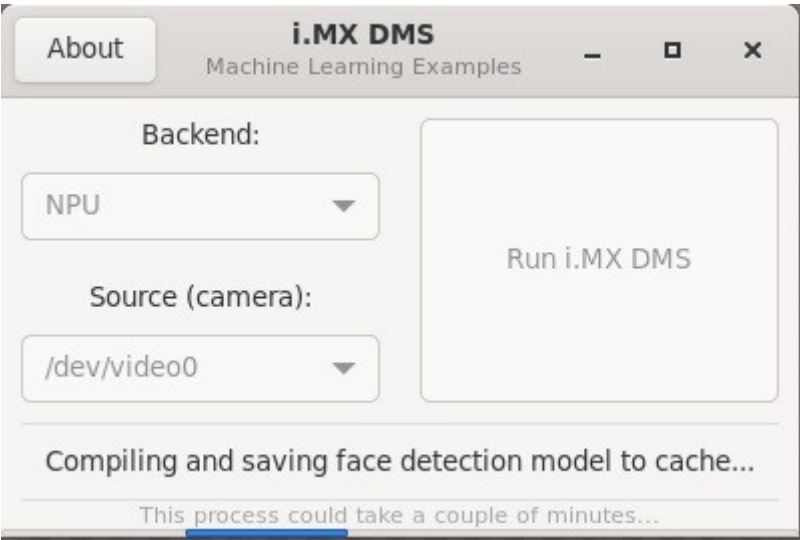 About
i.MX DMS
Machine Learning Examples
Backend:
NPU
Source (camera):
/dev/video0
Run i.MX DMS
Compiling and saving face detection model to cache...
This process could take a couple of minutes...